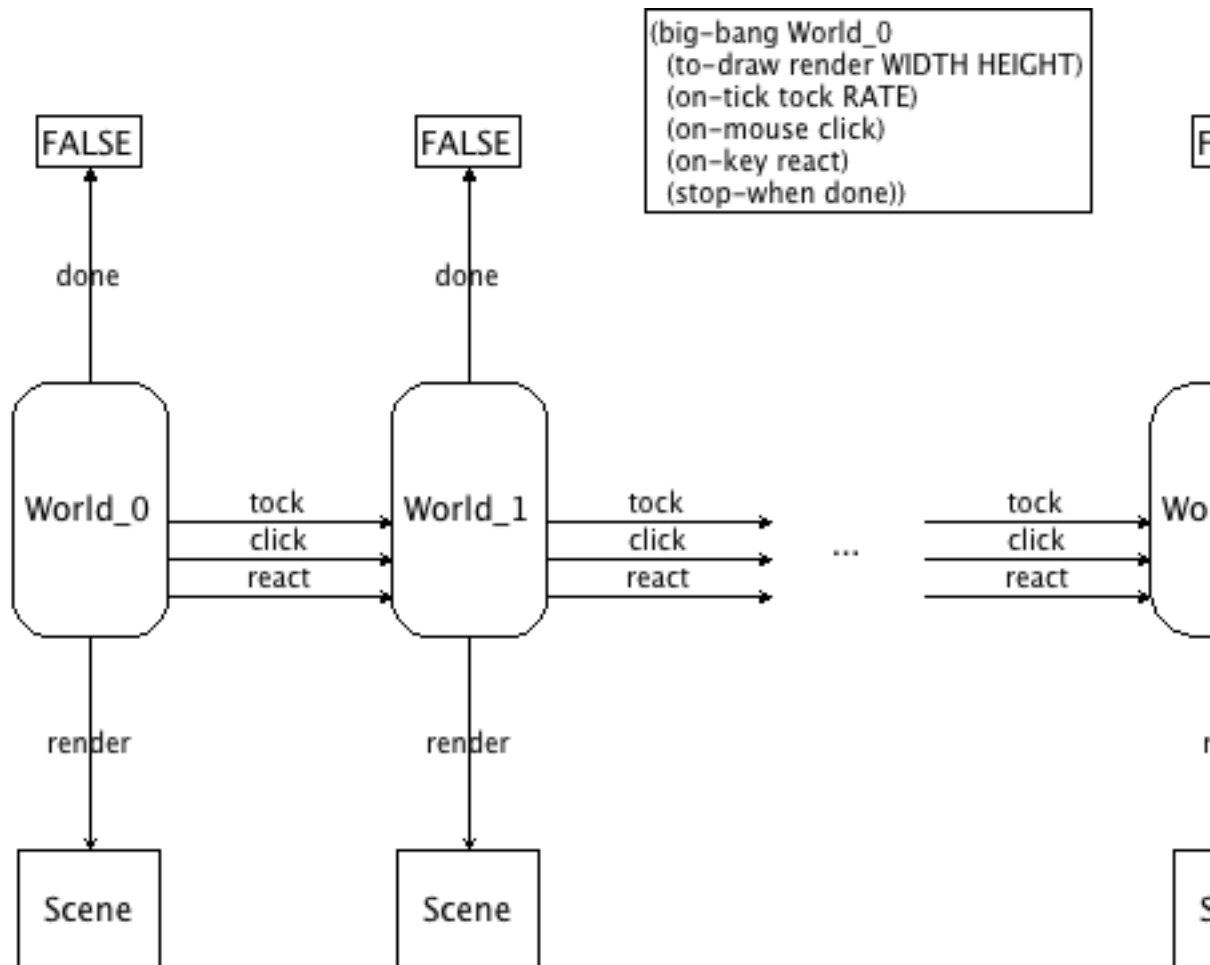 (big-bang World_0
(to-draw render WIDTH HEIGHT)
(on-tick tock RATE)
(on-mouse click)
(on-key react)
(stop-when done))
FALSE
FALSE
done
done
World_0
tock
click
react
World_1
tock
click
react
...
tock
click
react
render
render
Scene
Scene